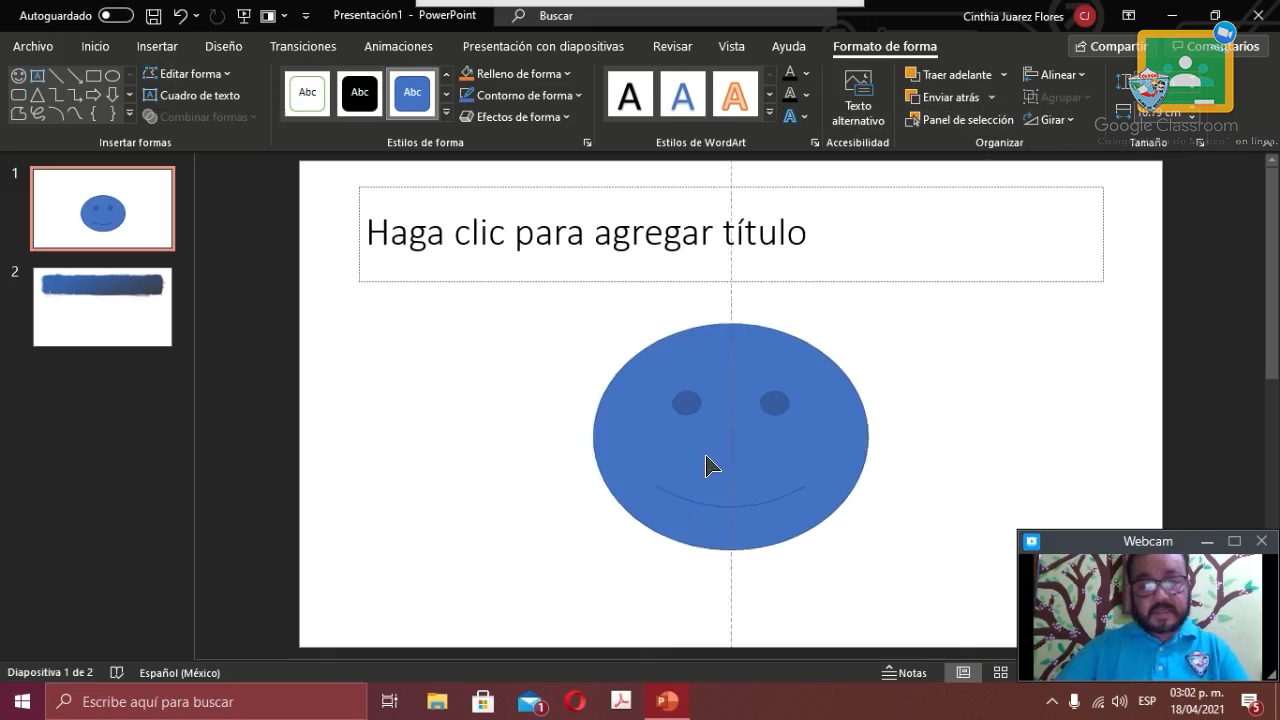 Autoguardado
Presentación1 - PowerPoint
Buscar
Cinthia Juarez Flores
CJ
Archivo
Inicio
Insertar
Diseño
Transiciones
Animaciones
Presentación con diapositivas
Revisar
Vista
Ayuda
Formato de forma
Compartir
Comentarios
Editar forma
Cuadro de texto
Combinar formas
Insertar formas
Abc
Abc
Abc
Relleno de forma
Contorno de forma
Efectos de forma
Estilos de forma
A
A
A
A
A
A
Estilos de WordArt
Texto
alternativo
Accesibilidad
Traer adelante
Enviar atrás
Panel de selección
Alinear
Agrupar
Girar
Organizar
Google Classroom
Tamaño
en línea.
1
2
Haga clic para agregar título
Webcam
Diapositiva 1 de 2
Español (México)
Notas
Escribe aquí para buscar
1
ESP
03:02 p. m.
18/04/2021
5